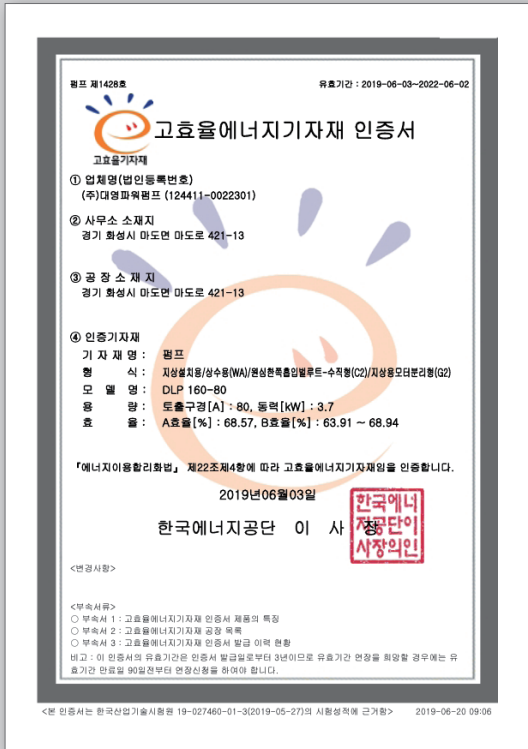 펌프 제1428호
유효기간 : 2019-06-03~2022-06-02
고효율에너지기자재 인증서
고효율기자재
① 업체명(법인등록번호)
(주)대영파워펌프 (124411-0022301)
② 사무소 소재지
경기 화성시 마도면 마도로 421-13
③ 공 장 소 재 지
경기 화성시 마도면 마도로 421-13
④ 인증기자재
기 자 재 명 : 펌프
형 식 : 지상설치용/상수용(WA)/원심한쪽흡입벌루트-수직형(C2)/지상용모터분리형(G2)
모 델 명 : DLP 160-80
용 량 : 토출구경[A] : 80, 동력[kW] : 3.7
효 율 : A효율[%] : 68.57, B효율[%] : 63.91 ~ 68.94
『에너지이용합리화법』 제22조제4항에 따라 고효율에너지기자재임을 인증합니다.
2019년06월03일
한국에너지공단 이 사 장
한국에너
지공단이
사장의인
<변경사항>
<부속서류>
○ 부속서 1 : 고효율에너지기자재 인증서 제품의 특징
○ 부속서 2 : 고효율에너지기자재 공장 목록
○ 부속서 3 : 고효율에너지기자재 인증서 발급 이력 현황
비고 : 이 인증서의 유효기간은 인증서 발급일로부터 3년이므로 유효기간 연장을 희망할 경우에는 유
효기간 만료일 90일전부터 연장신청을 하여야 합니다.
<본 인증서는 한국산업기술시험원 19-027460-01-3(2019-05-27)의 시험성적에 근거함>
2019-06-20 09:06